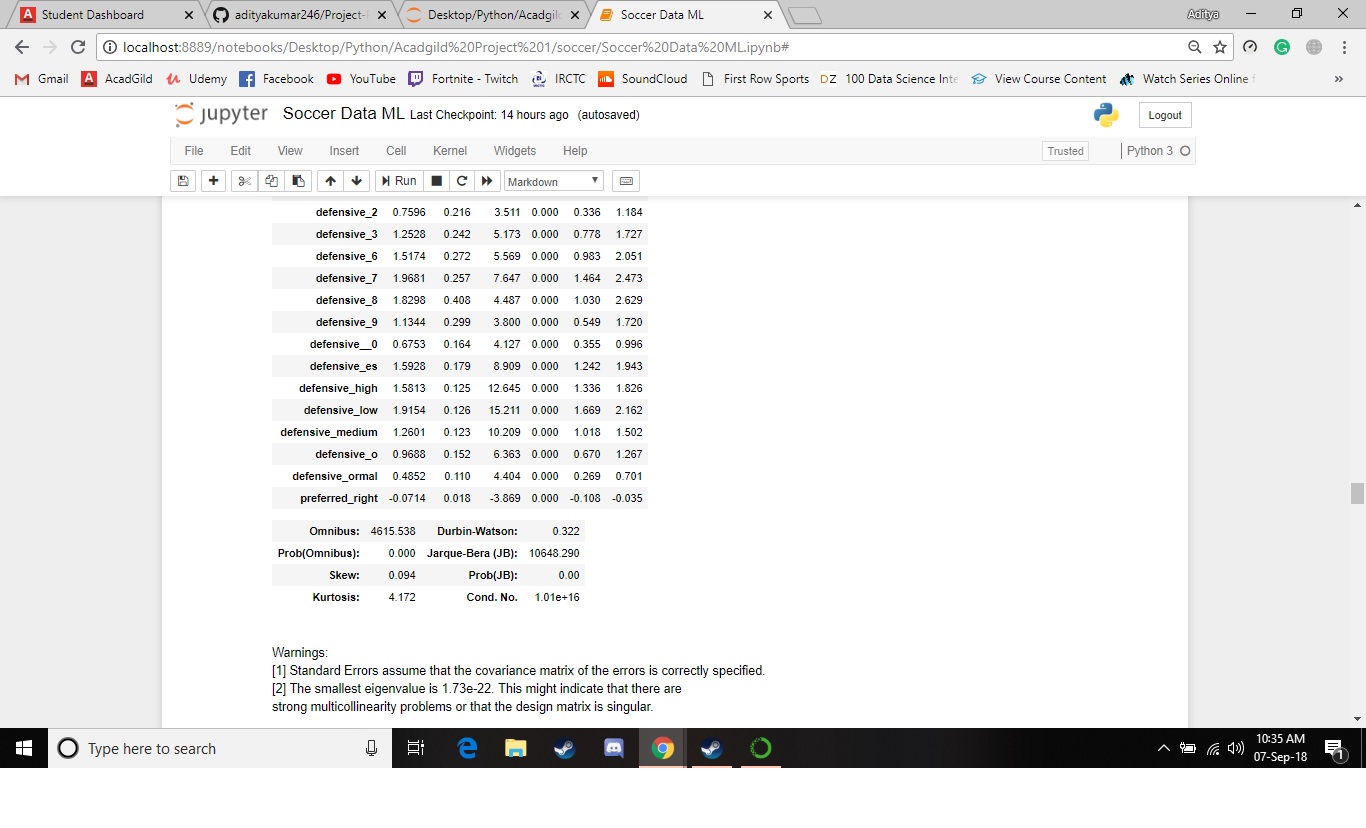 Student Dashboard adityakumar246/Project- Desktop/Python/Acadgild Soccer Data ML Aditya
localhost:8889/notebooks/Desktop/Python/Acadgild%20Project%201/soccer/Soccer%20Data%20ML.ipynb#
Gmail AcadGild Udemy Facebook YouTube Fortnite - Twitch IRCTC SoundCloud First Row Sports DZ 100 Data Science Inte View Course Content Watch Series Online »
jupyter Soccer Data ML Last Checkpoint: 14 hours ago (autosaved) Logout
File Edit View Insert Cell Kernel Widgets Help Trusted Python 3
Run Markdown
defensive_2 0.7596 0.216 3.511 0.000 0.336 1.184
defensive_3 1.2528 0.242 5.173 0.000 0.778 1.727
defensive_6 1.5174 0.272 5.569 0.000 0.983 2.051
defensive_7 1.9681 0.257 7.647 0.000 1.464 2.473
defensive_8 1.8298 0.408 4.487 0.000 1.030 2.629
defensive_9 1.1344 0.299 3.800 0.000 0.549 1.720
defensive__0 0.6753 0.164 4.127 0.000 0.355 0.996
defensive_es 1.5928 0.179 8.909 0.000 1.242 1.943
defensive_high 1.5813 0.125 12.645 0.000 1.336 1.826
defensive_low 1.9154 0.126 15.211 0.000 1.669 2.162
defensive_medium 1.2601 0.123 10.209 0.000 1.018 1.502
defensive_o 0.9688 0.152 6.363 0.000 0.670 1.267
defensive_ormal 0.4852 0.110 4.404 0.000 0.269 0.701
preferred_right -0.0714 0.018 -3.869 0.000 -0.108 -0.035
Omnibus: 4615.538 Durbin-Watson: 0.322
Prob(Omnibus): 0.000 Jarque-Bera (JB): 10648.290
Skew: 0.094 Prob(JB): 0.00
Kurtosis: 4.172 Cond. No. 1.01e+16
Warnings:
[1] Standard Errors assume that the covariance matrix of the errors is correctly specified.
[2] The smallest eigenvalue is 1.73e-22. This might indicate that there are
strong multicollinearity problems or that the design matrix is singular.
Type here to search 10:35 AM
07-Sep-18 1